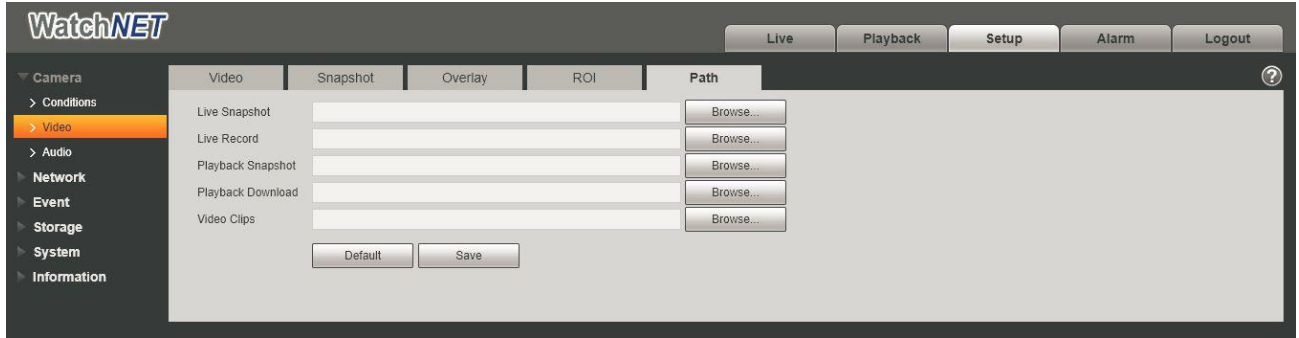 WatchNET
Live Playback Setup Alarm Logout
Camera
> Conditions
> Video
> Audio
Network
Event
Storage
System
Information
Video Snapshot Overlay ROI Path
?
Live Snapshot Browse...
Live Record Browse...
Playback Snapshot Browse...
Playback Download Browse...
Video Clips Browse...
Default Save